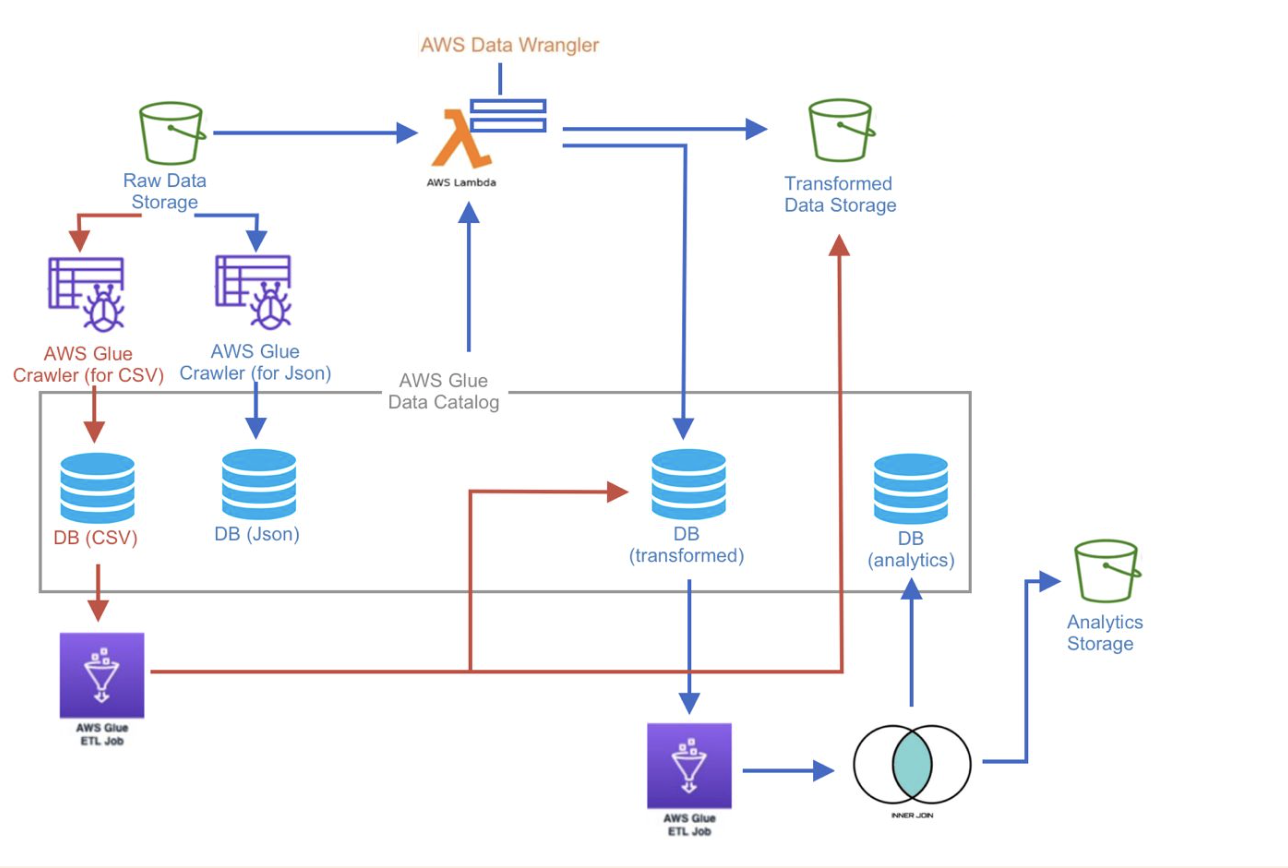 AWS Data Wrangler
AWS Lambda
Raw Data
Storage
Transformed
Data Storage
AWS Glue
Crawler (for CSV)
AWS Glue
Crawler (for Json)
AWS Glue
Data Catalog
DB (CSV)
DB (Json)
DB
(transformed)
DB
(analytics)
Analytics
Storage
AWS Glue
ETL Job
AWS Glue
ETL Job
INNER JOIN